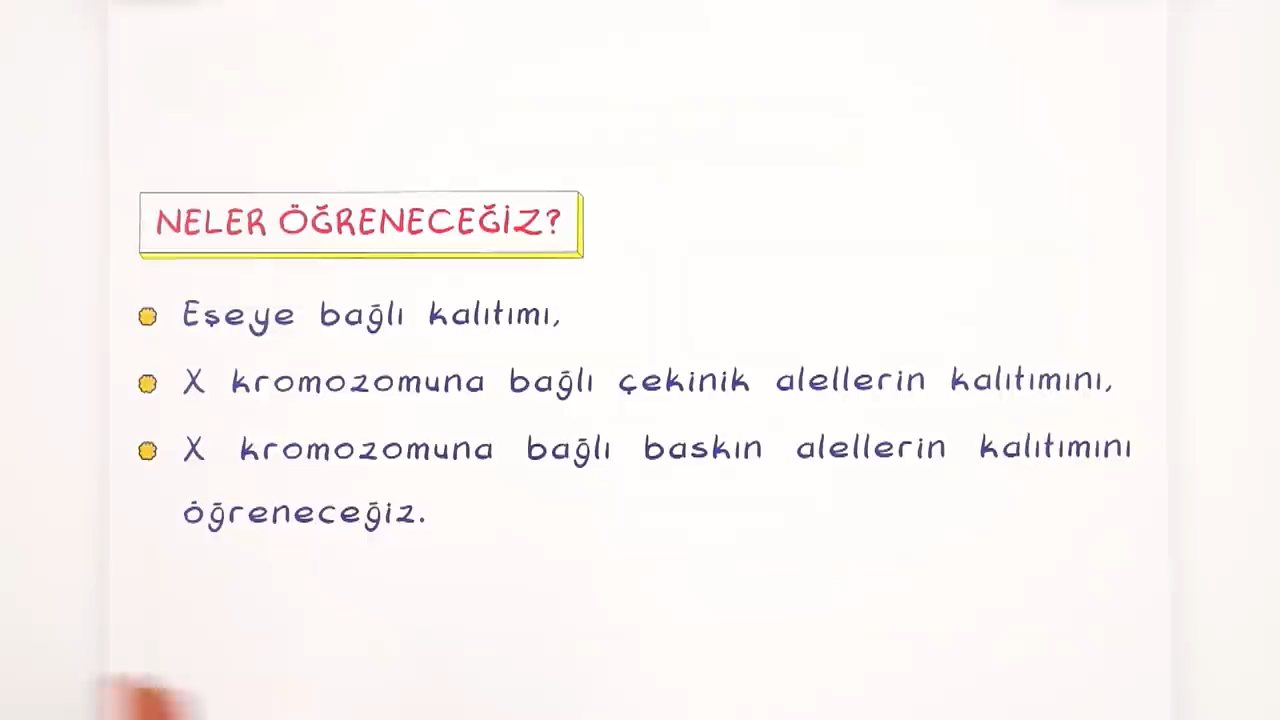 NELER ÖĞRENECEĞİZ?
Eşeye bağlı kalıtımı,
X kromozomuna bağlı çekinik alellerin kalıtımını,
X kromozomuna bağlı baskın alellerin kalıtımını
öğreneceğiz.